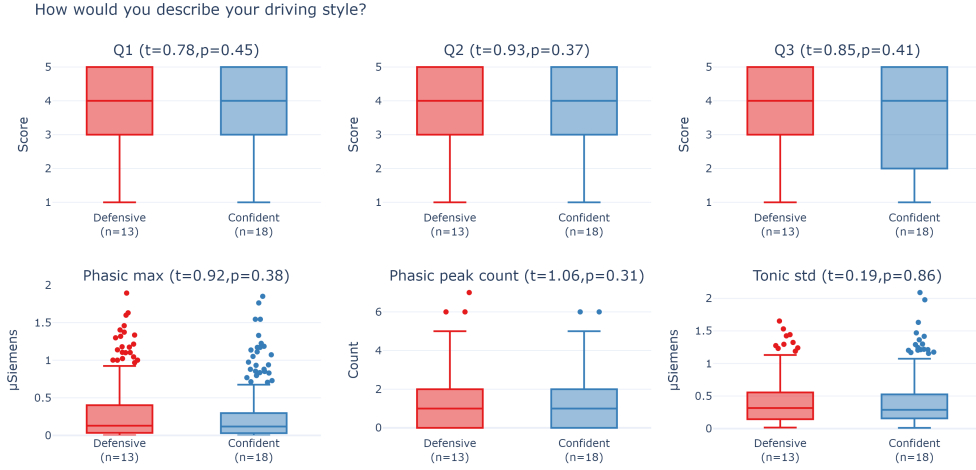 How would you describe your driving style?
Q1 (t=0.78,p=0.45)
5
4
3
2
1
Score
Defensive
(n=13)
Confident
(n=18)
Q2 (t=0.93,p=0.37)
5
4
3
2
1
Score
Defensive
(n=13)
Confident
(n=18)
Q3 (t=0.85,p=0.41)
5
4
3
2
1
Score
Defensive
(n=13)
Confident
(n=18)
Phasic max (t=0.92,p=0.38)
2
1.5
1
0.5
0
μSiemens
Defensive
(n=13)
Confident
(n=18)
Phasic peak count (t=1.06,p=0.31)
6
4
2
0
Count
Defensive
(n=13)
Confident
(n=18)
Tonic std (t=0.19,p=0.86)
2
1.5
1
0.5
0
μSiemens
Defensive
(n=13)
Confident
(n=18)